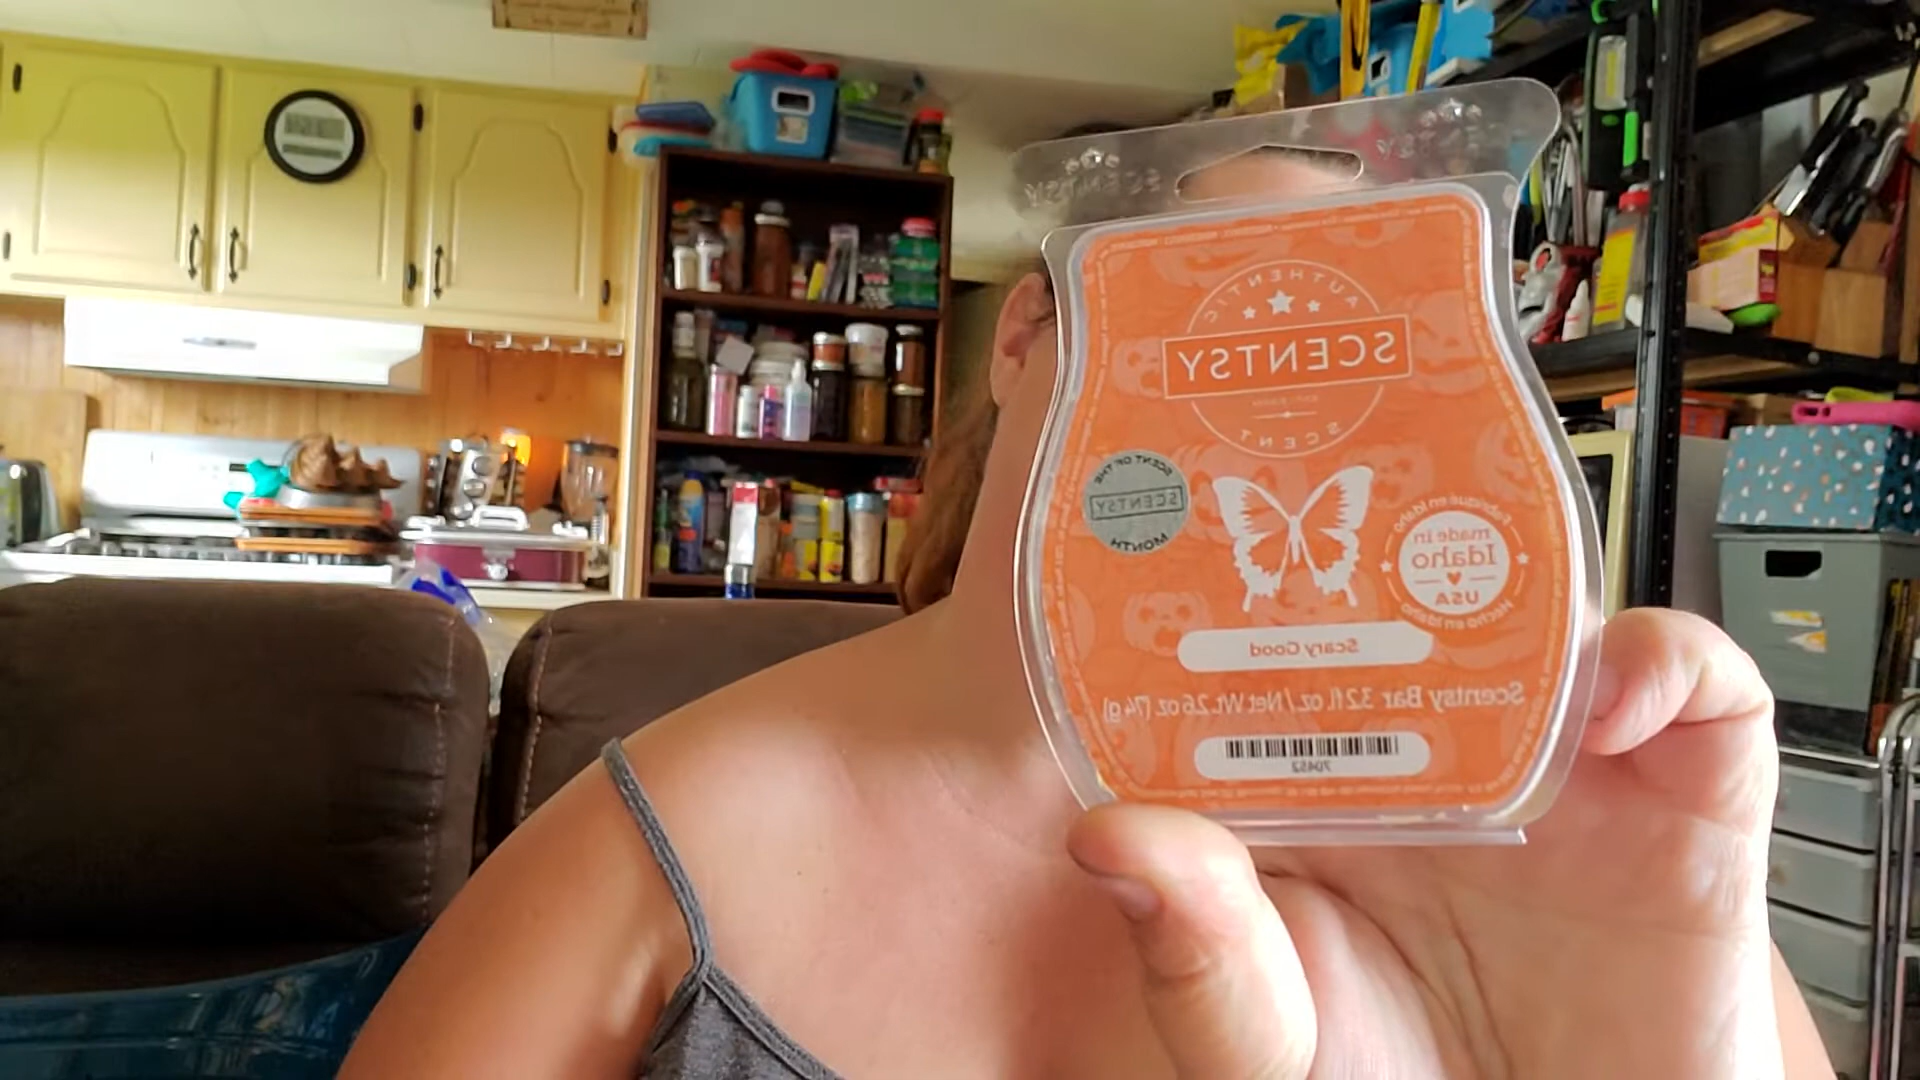 SCENTSY
SCENTSY
AUTHENTIC
SCENTSY
SCENT
SCENT OF THE
SCENTSY
MONTH
Fabriqué en Idaho
made in
Idaho
USA
Hecho en Idaho
Scary Good
Scentsy Bar 3.2 fl. oz. / Net Wt. 2.6 oz. (74 g)
70452